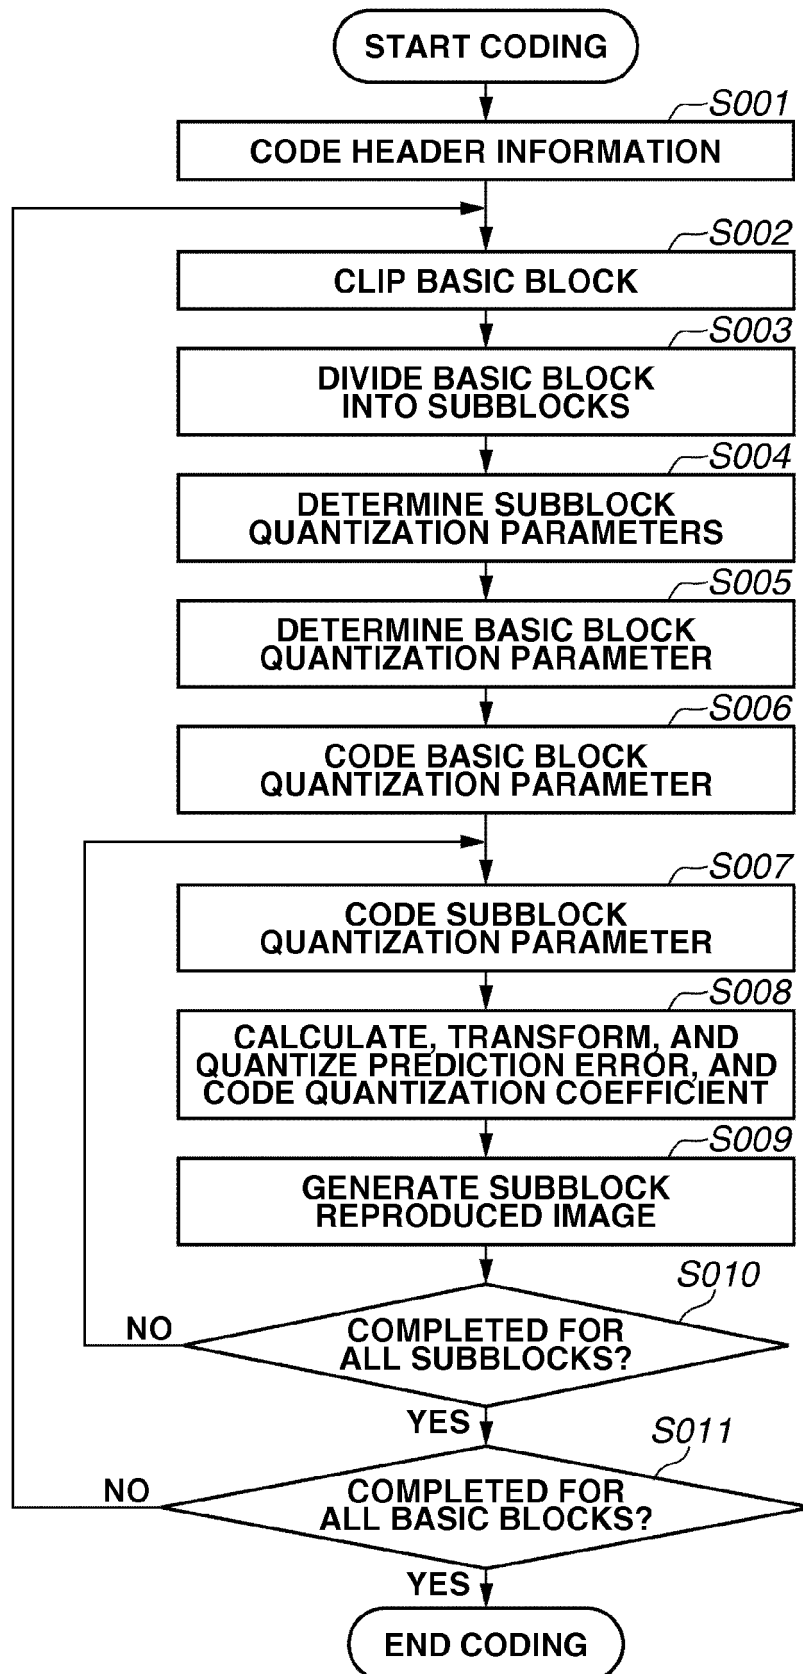 START CODING
S001
CODE HEADER INFORMATION
S002
CLIP BASIC BLOCK
S003
DIVIDE BASIC BLOCK
INTO SUBBLOCKS
S004
DETERMINE SUBBLOCK
QUANTIZATION PARAMETERS
S005
DETERMINE BASIC BLOCK
QUANTIZATION PARAMETER
S006
CODE BASIC BLOCK
QUANTIZATION PARAMETER
S007
CODE SUBBLOCK
QUANTIZATION PARAMETER
S008
CALCULATE, TRANSFORM, AND
QUANTIZE PREDICTION ERROR, AND
CODE QUANTIZATION COEFFICIENT
S009
GENERATE SUBBLOCK
REPRODUCED IMAGE
S010
NO
COMPLETED FOR
ALL SUBBLOCKS?
YES
S011
NO
COMPLETED FOR
ALL BASIC BLOCKS?
YES
END CODING